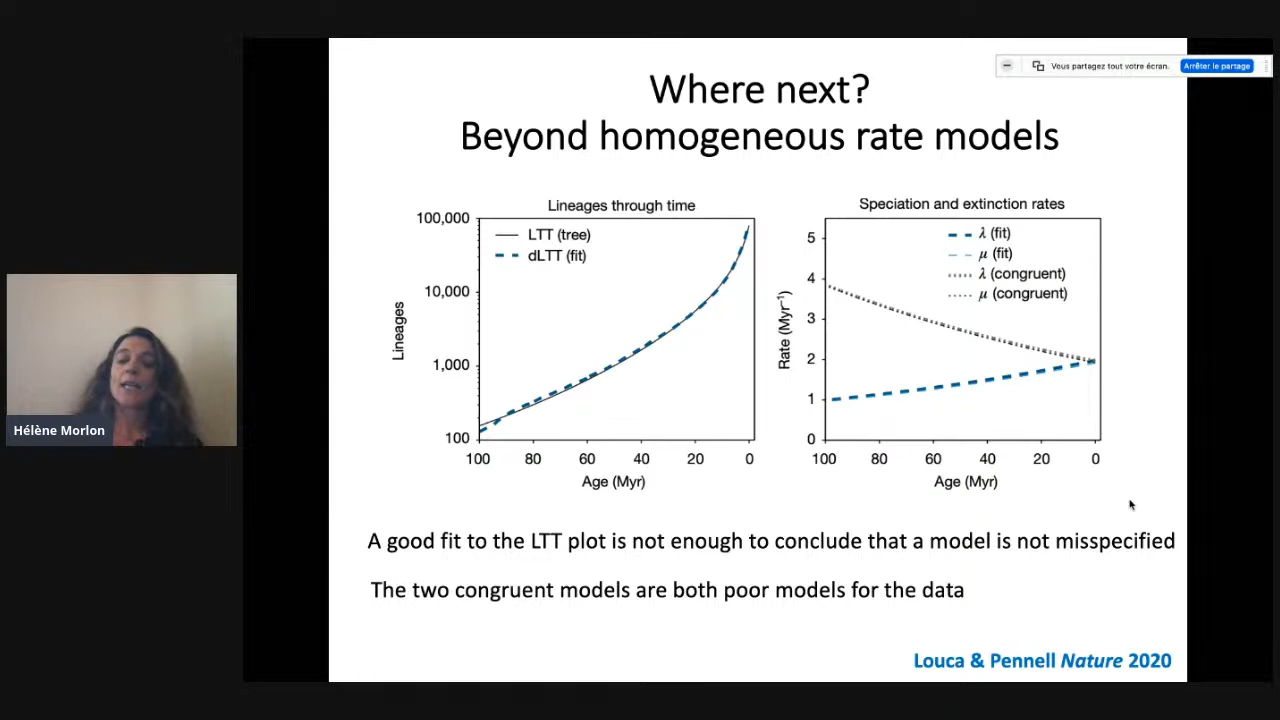 Where next?
Beyond homogeneous rate models
Vous partagez tout votre écran. Arrêter le partage
Lineages through time
LTT (tree)
dLTT (fit)
Lineages
100,000
10,000
1,000
100
100 80 60 40 20 0
Age (Myr)
Speciation and extinction rates
λ (fit)
μ (fit)
λ (congruent)
μ (congruent)
Rate (Myr⁻¹)
5
4
3
2
1
0
100 80 60 40 20 0
Age (Myr)
Hélène Morlon
A good fit to the LTT plot is not enough to conclude that a model is not misspecified
The two congruent models are both poor models for the data
Louca & Pennell Nature 2020